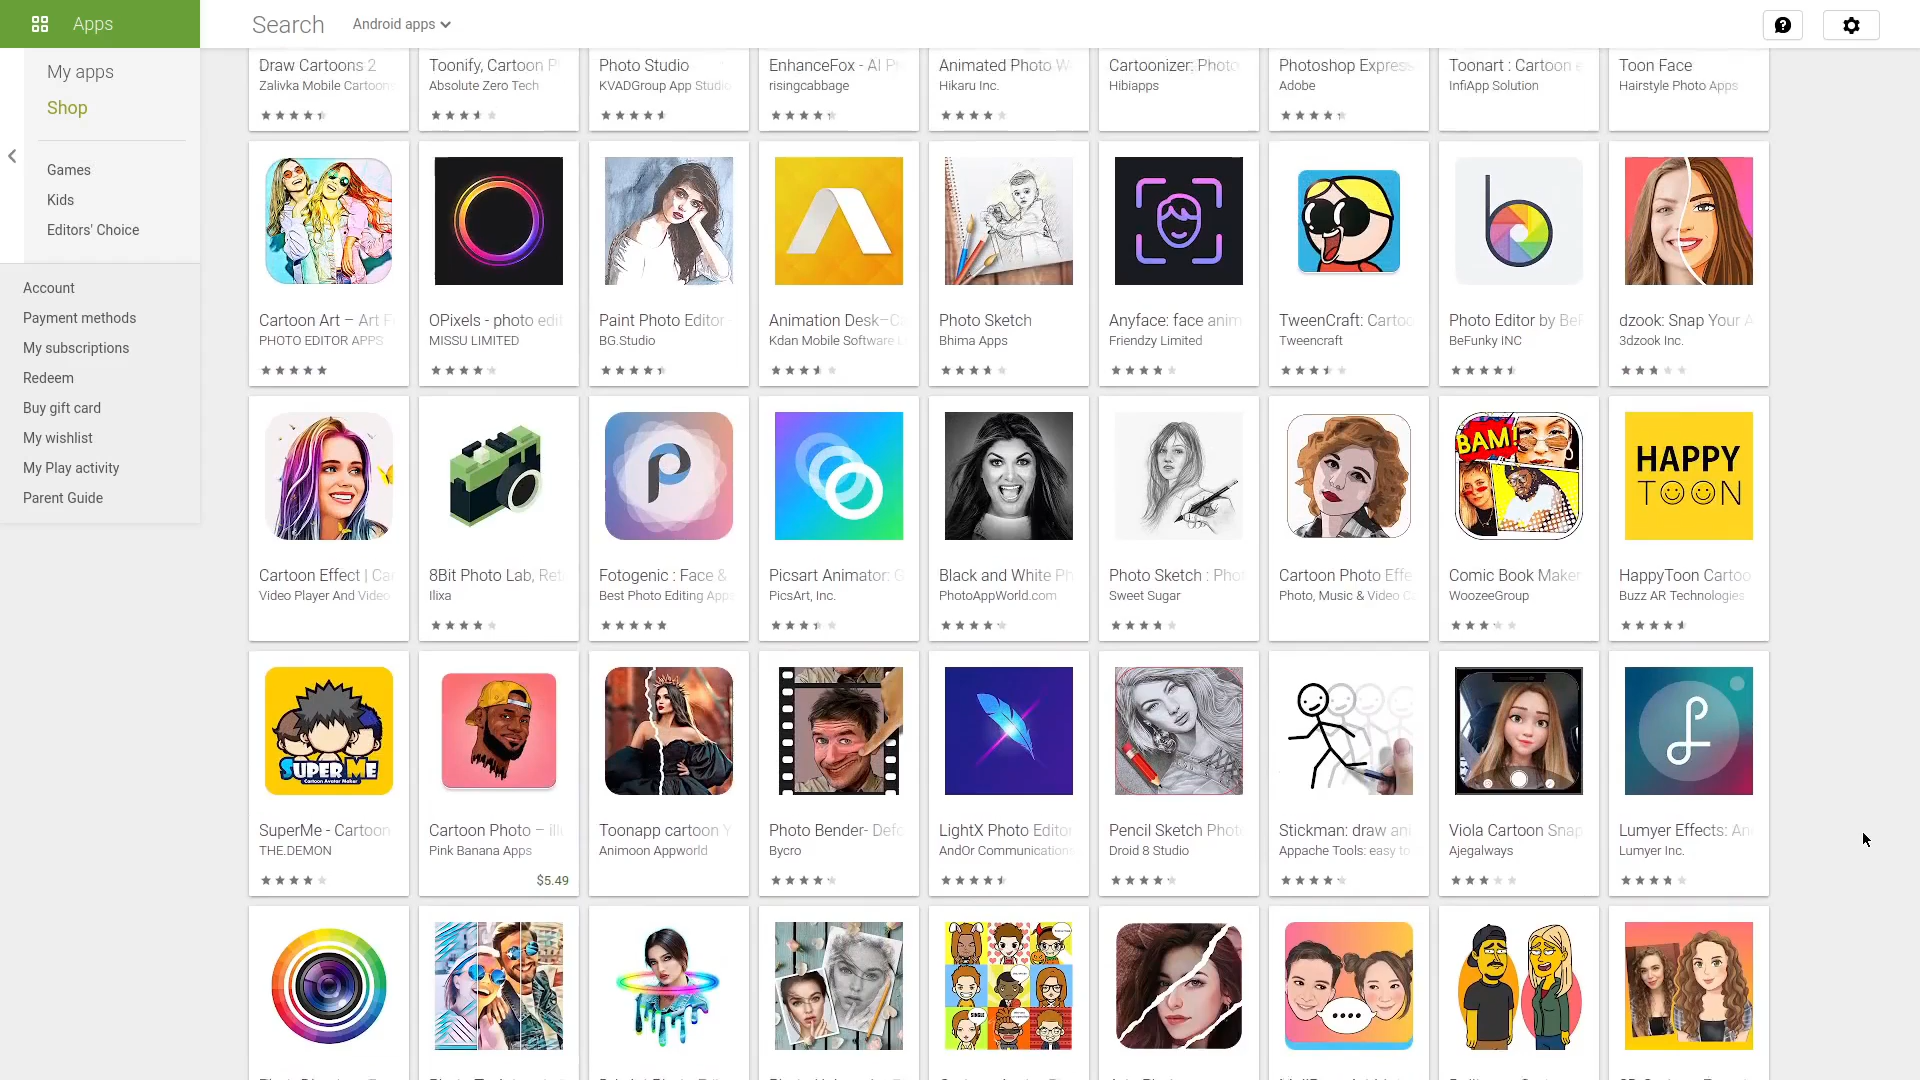 Apps
Search
Android apps
My apps
Shop
Games
Kids
Editors' Choice
Account
Payment methods
My subscriptions
Redeem
Buy gift card
My wishlist
My Play activity
Parent Guide
Draw Cartoons 2
Zalivka Mobile Cartoons
Toonify, Cartoon P
Absolute Zero Tech
Photo Studio
KVADGroup App Studio
EnhanceFox - AI P
risingcabbage
Animated Photo W
Hikaru Inc.
Cartoonizer, Photo
Hibiapps
Photoshop Express
Adobe
Toonart : Cartoon e
InfiApp Solution
Toon Face
Hairstyle Photo Apps
Cartoon Art – Art F
PHOTO EDITOR APPS
OPixels - photo edit
MISSU LIMITED
Paint Photo Editor -
BG.Studio
Animation Desk–C
Kdan Mobile Software L
Photo Sketch
Bhima Apps
Anyface: face anim
Friendzy Limited
TweenCraft: Cartoo
Tweencraft
b
Photo Editor by BeF
BeFunky INC
dzook: Snap Your A
3dzook Inc.
Cartoon Effect | Ca
Video Player And Video
8Bit Photo Lab, Ret
Ilixa
P
Fotogenic : Face &
Best Photo Editing Apps
Picsart Animator: G
PicsArt, Inc.
Black and White Ph
PhotoAppWorld.com
Photo Sketch : Phot
Sweet Sugar
Cartoon Photo Effe
Photo, Music & Video C
BAM!
Comic Book Maker
WoozeeGroup
HAPPY
TOON
HappyToon Cartoo
Buzz AR Technologies
SUPER ME
Cartoon Avatar Maker
SuperMe - Cartoon
THE.DEMON
Cartoon Photo – ill
Pink Banana Apps
$5.49
Toonapp cartoon Y
Animoon Appworld
Photo Bender- Defo
Bycro
LightX Photo Editor
AndOr Communications
Pencil Sketch Phot
Droid 8 Studio
Stickman: draw ani
Appache Tools: easy to
Viola Cartoon Snap
Ajegalways
Lumyer Effects: An
Lumyer Inc.
SINGLE